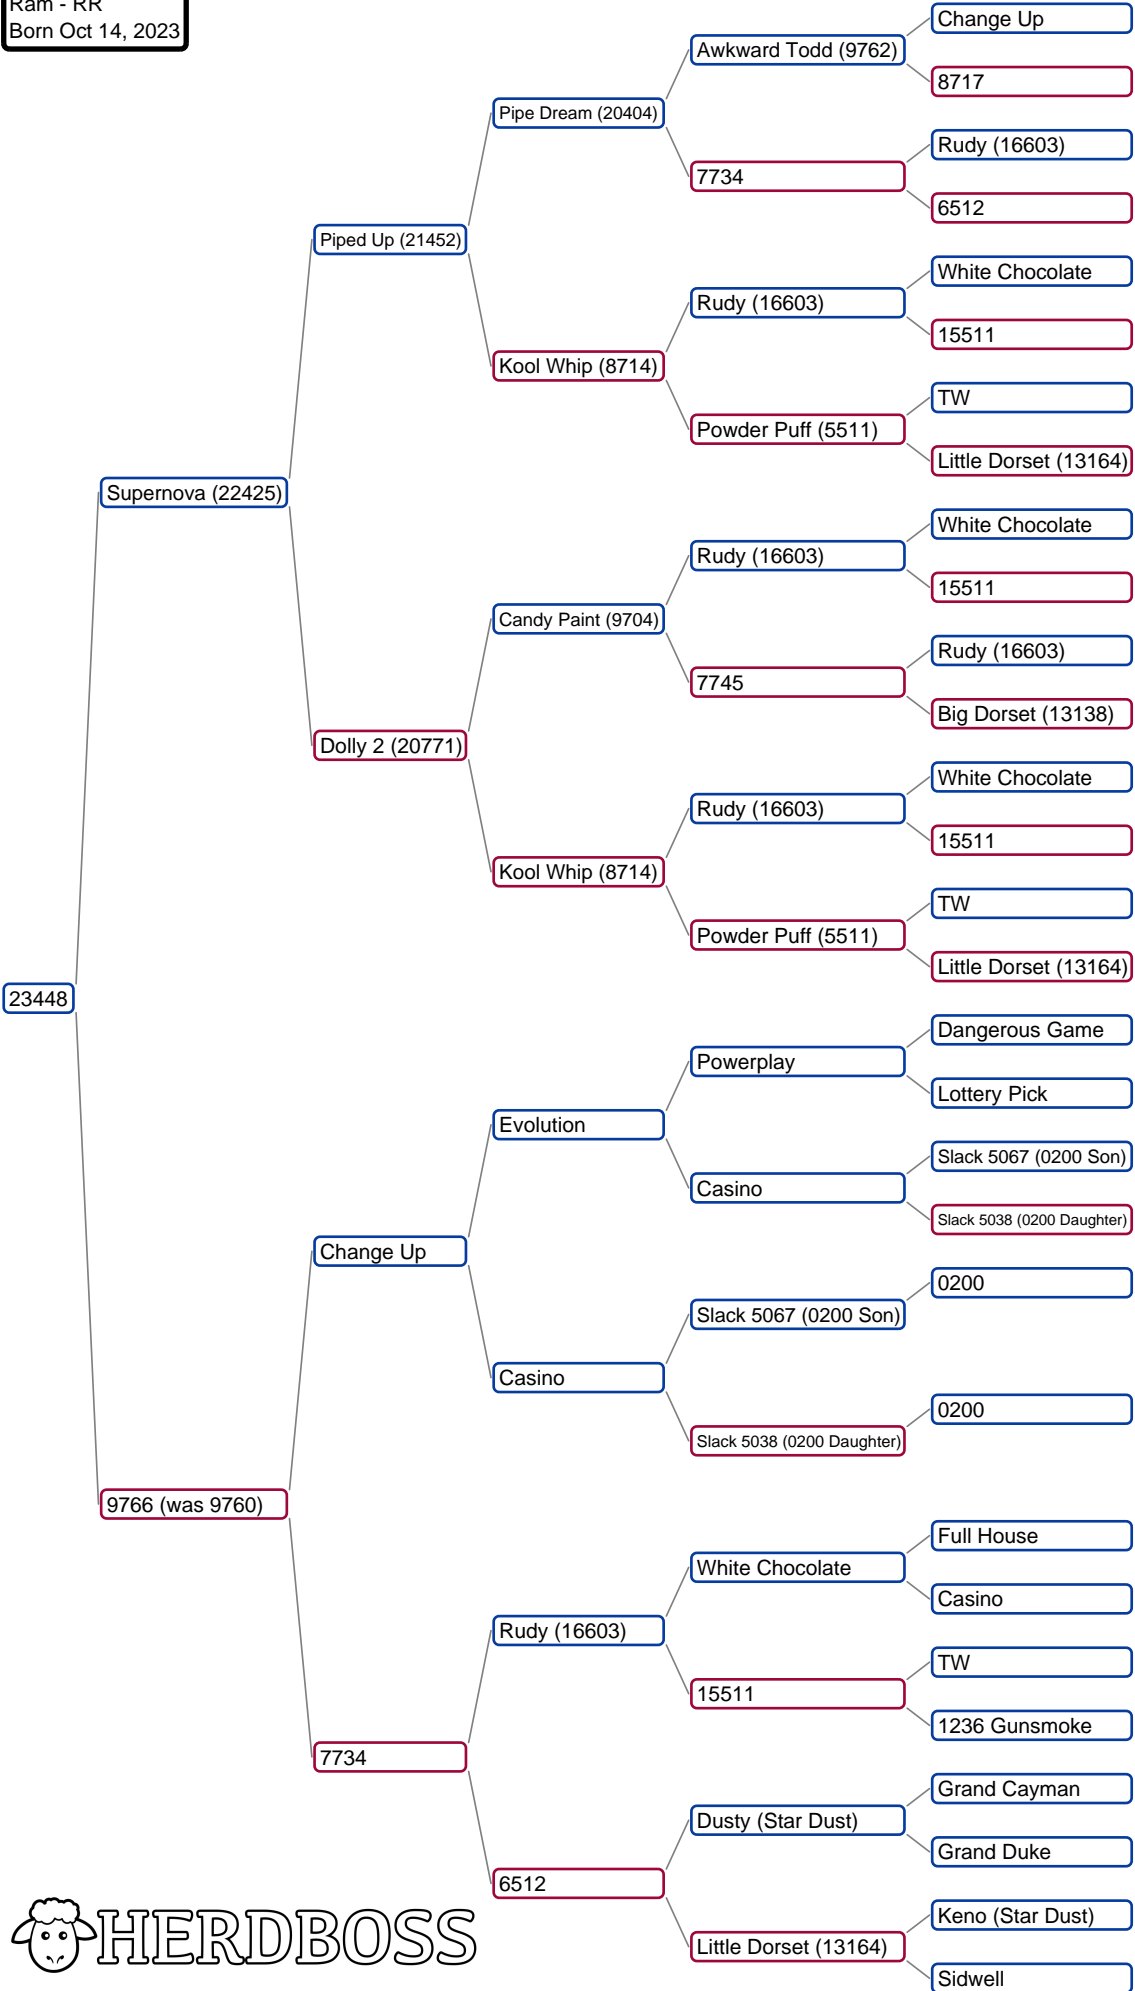 Ram - RR
Born Oct 14, 2023
Change Up
Awkward Todd (9762)
8717
Pipe Dream (20404)
Rudy (16603)
7734
6512
Piped Up (21452)
White Chocolate
Rudy (16603)
15511
Kool Whip (8714)
TW
Powder Puff (5511)
Little Dorset (13164)
Supernova (22425)
White Chocolate
Rudy (16603)
15511
Candy Paint (9704)
Rudy (16603)
7745
Big Dorset (13138)
Dolly 2 (20771)
White Chocolate
Rudy (16603)
15511
Kool Whip (8714)
TW
Powder Puff (5511)
Little Dorset (13164)
23448
Dangerous Game
Powerplay
Lottery Pick
Evolution
Slack 5067 (0200 Son)
Casino
Slack 5038 (0200 Daughter)
Change Up
0200
Slack 5067 (0200 Son)
Casino
0200
Slack 5038 (0200 Daughter)
9766 (was 9760)
Full House
White Chocolate
Casino
Rudy (16603)
TW
15511
1236 Gunsmoke
7734
Grand Cayman
Dusty (Star Dust)
Grand Duke
6512
Keno (Star Dust)
Little Dorset (13164)
Sidwell
HERDBOSS